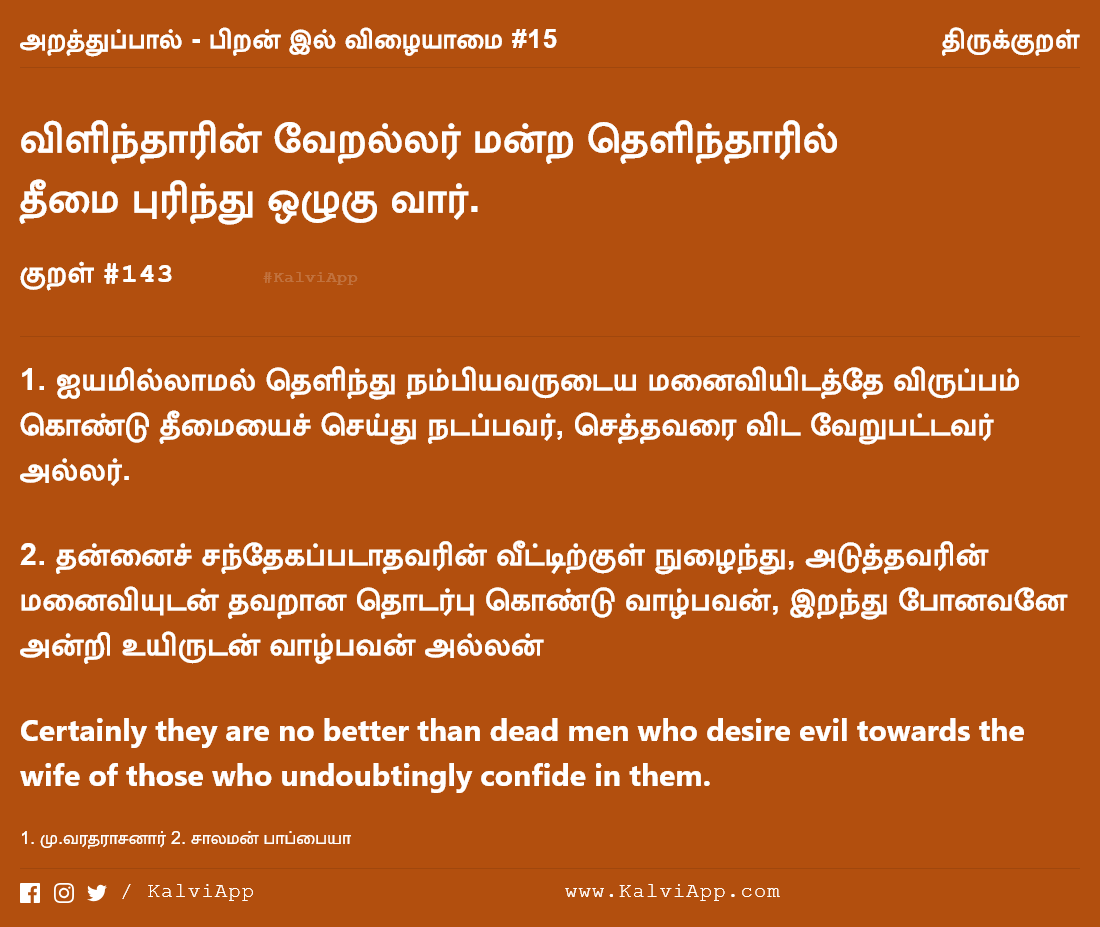 அறத்துப்பால் - பிறன் இல் விழையாமை #15 திருக்குறள்
விளிந்தாரின் வேறல்லர் மன்ற தெளிந்தாரில்
தீமை புரிந்து ஒழுகு வார்.
குறள் #143 #KalviApp
1. ஐயமில்லாமல் தெளிந்து நம்பியவருடைய மனைவியிடத்தே விருப்பம்
கொண்டு தீமையைச் செய்து நடப்பவர், செத்தவரை விட வேறுபட்டவர்
அல்லர்.
2. தன்னைச் சந்தேகப்படாதவரின் வீட்டிற்குள் நுழைந்து, அடுத்தவரின்
மனைவியுடன் தவறான தொடர்பு கொண்டு வாழ்பவன், இறந்து போனவனே
அன்றி உயிருடன் வாழ்பவன் அல்லன்
Certainly they are no better than dead men who desire evil towards the
wife of those who undoubtingly confide in them.
1. மு.வரதராசனார் 2. சாலமன் பாப்பையா
/ KalviApp www.KalviApp.com